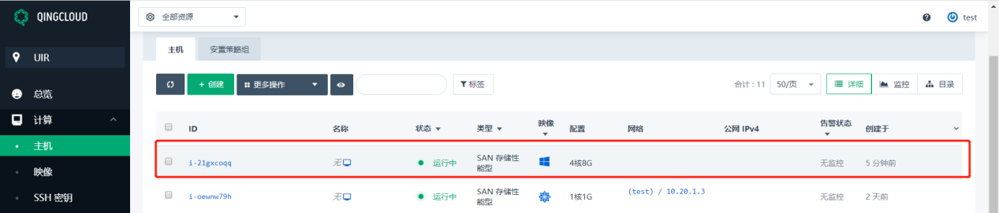 QINGCLOUD
全部资源
test
UIR
主机
安置策略组
+ 创建
更多操作
标签
合计：11
50/页
详细
监控
目录
总览
计算
主机
映像
SSH 密钥
ID
名称
状态
类型
映像
配置
网络
公网 IPv4
告警状态
创建于
i-21gxcoqq
无
运行中
SAN 存储性
能型
4核8G
无监控
5 分钟前
i-oewnw79h
无
运行中
SAN 存储性
能型
1核1G
(test) / 10.20.1.3
无监控
2 天前